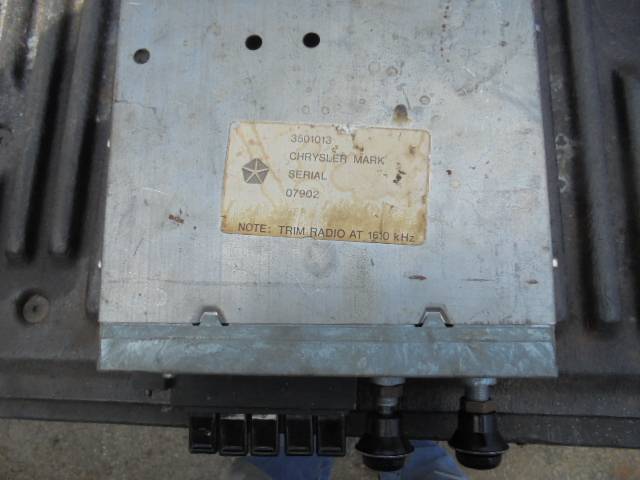 3501013
CHRYSLER MARK
SERIAL
07902
NOTE: TRIM RADIO AT 1610 kHz